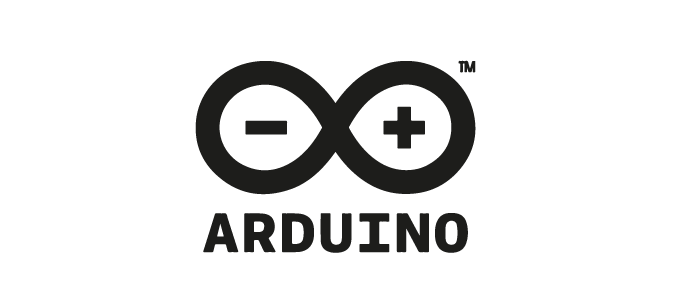 TM
- +
ARDUINO